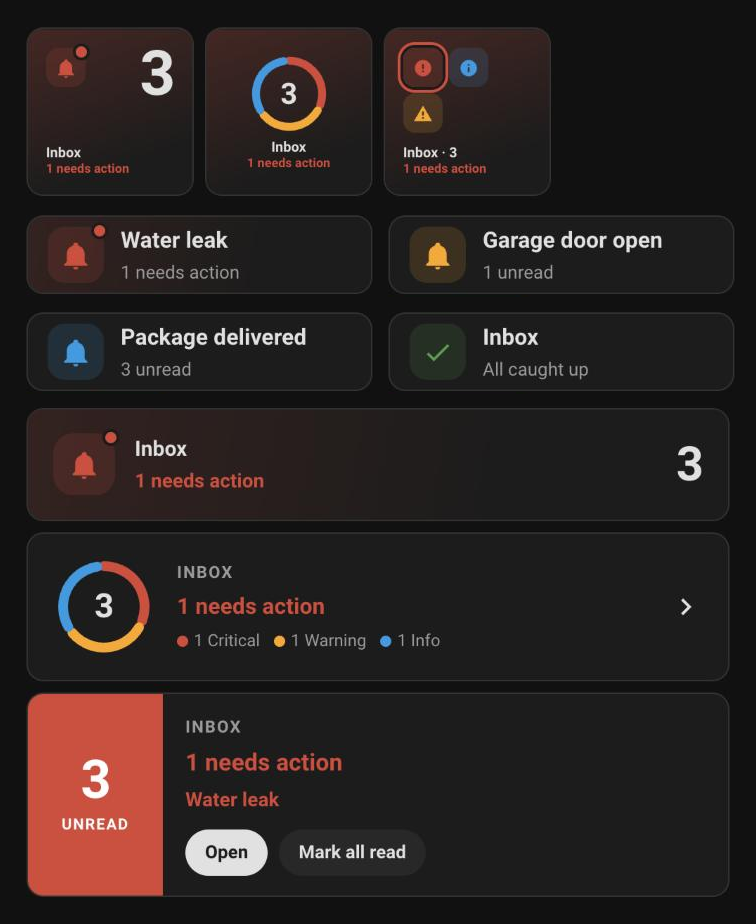 3
Inbox
1 needs action
3
Inbox
1 needs action
Inbox · 3
1 needs action
Water leak
1 needs action
Garage door open
1 unread
Package delivered
3 unread
Inbox
All caught up
Inbox
1 needs action
3
3
INBOX
1 needs action
1 Critical 1 Warning 1 Info
3
UNREAD
INBOX
1 needs action
Water leak
Open
Mark all read